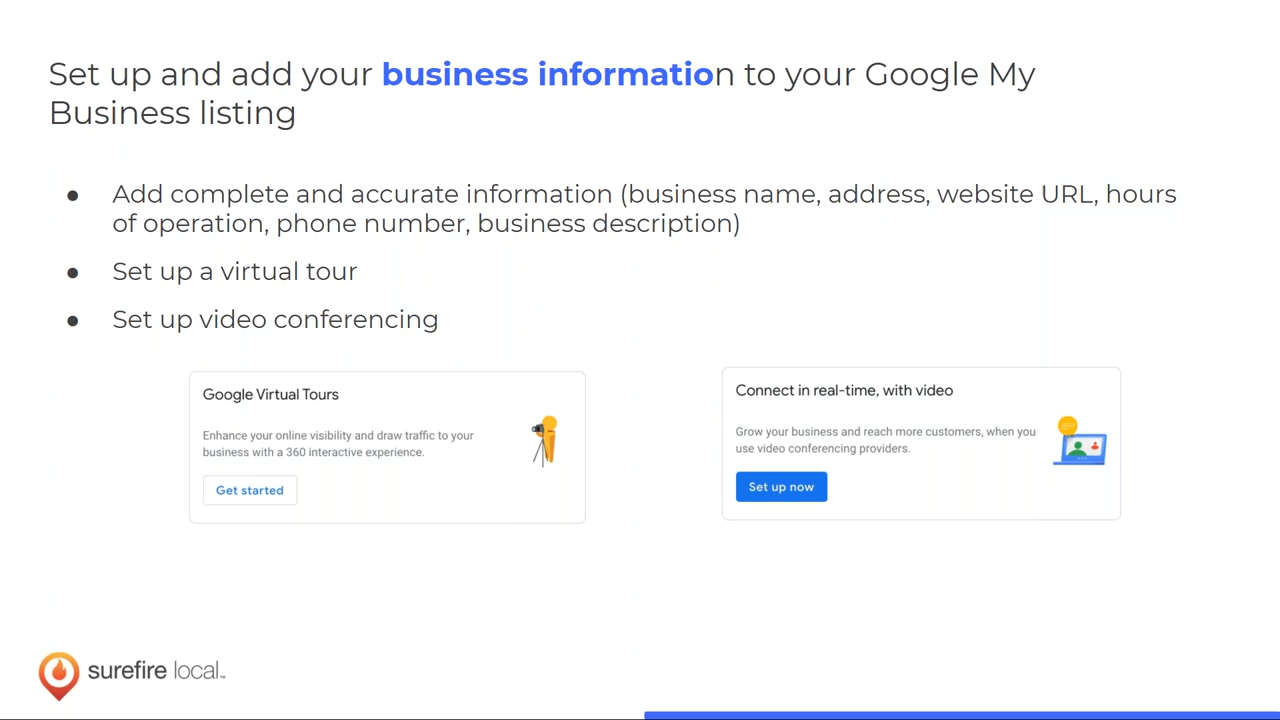 Set up and add your business information to your Google My
Business listing
● Add complete and accurate information (business name, address, website URL, hours
of operation, phone number, business description)
● Set up a virtual tour
● Set up video conferencing
Google Virtual Tours
Enhance your online visibility and draw traffic to your
business with a 360 interactive experience.
Get started
Connect in real-time, with video
Grow your business and reach more customers, when you
use video conferencing providers.
Set up now
surefire local™